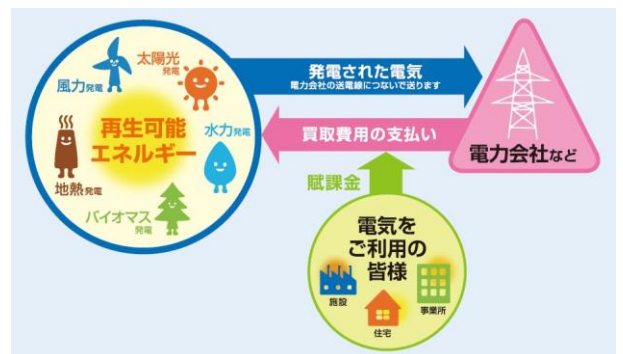 太陽光
発電
風力発電
再生可能
エネルギー
水力発電
地熱発電
バイオマス
発電
発電された電気
電力会社の送電線につないで送ります
買取費用の支払い
電力会社など
賦課金
電気を
ご利用の
皆様
施設
住宅
事業所